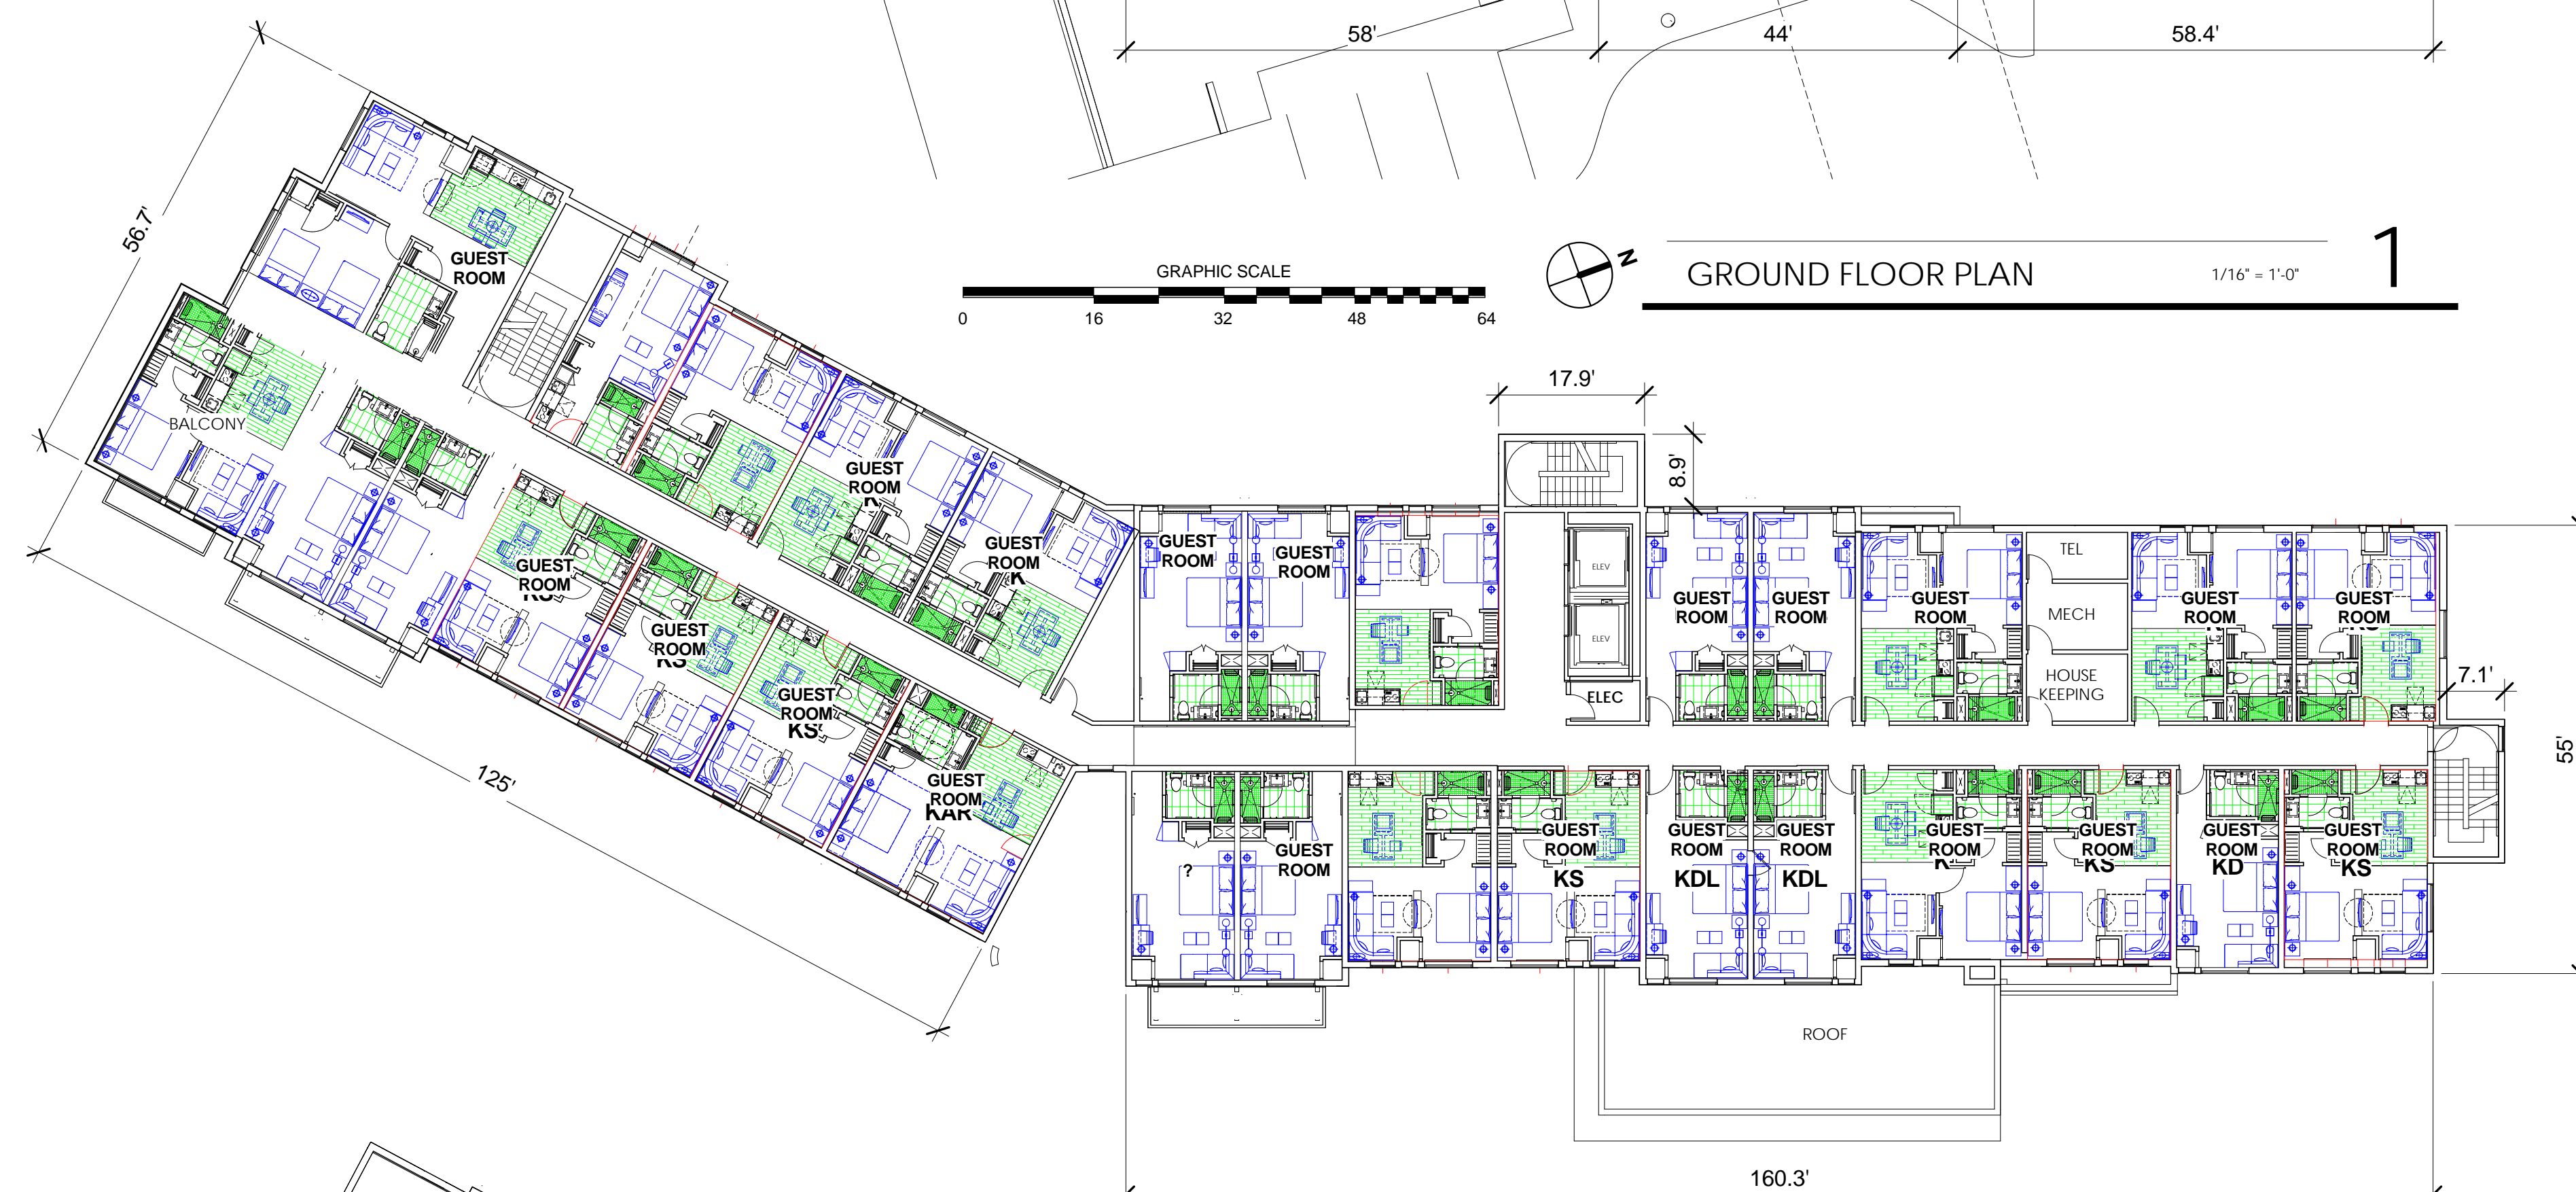 58'
44'
58.4'
56.7'
GUEST
ROOM
GRAPHIC SCALE
0
16
32
48
64
N
GROUND FLOOR PLAN
1/16" = 1'-0"
1
17.9'
8.9'
BALCONY
GUEST
ROOM
K
GUEST
ROOM
K
GUEST
ROOM
KS
GUEST
ROOM
KS
GUEST
ROOM
KS
GUEST
ROOM
KAR
125'
GUEST
ROOM
GUEST
ROOM
ELEV
ELEV
ELEC
GUEST
ROOM
GUEST
ROOM
GUEST
ROOM
TEL
MECH
HOUSE
KEEPING
GUEST
ROOM
GUEST
ROOM
7.1'
55'
?
GUEST
ROOM
GUEST
ROOM
KS
GUEST
ROOM
KDL
GUEST
ROOM
KDL
GUEST
ROOM
K
GUEST
ROOM
KS
GUEST
ROOM
KD
GUEST
ROOM
KS
ROOF
160.3'